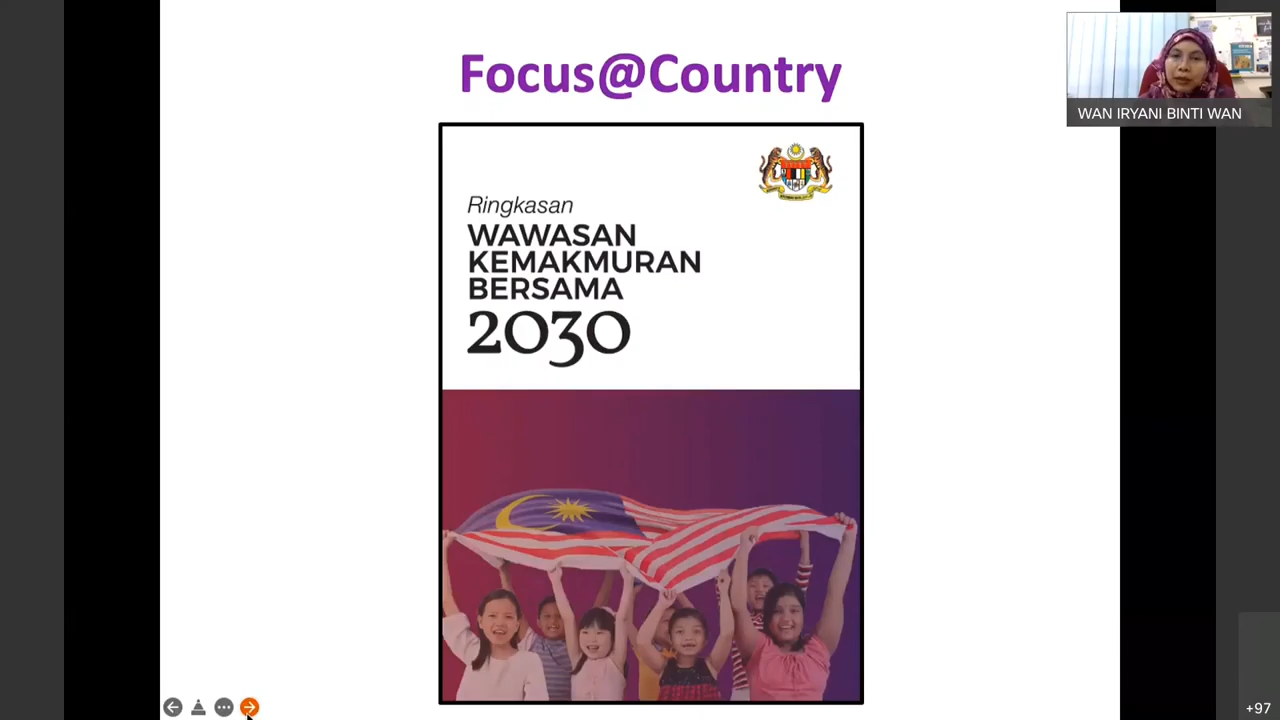 Focus@Country
Ringkasan
WAWASAN
KEMAKMURAN
BERSAMA
2030
WAN IRYANI BINTI WAN
+97